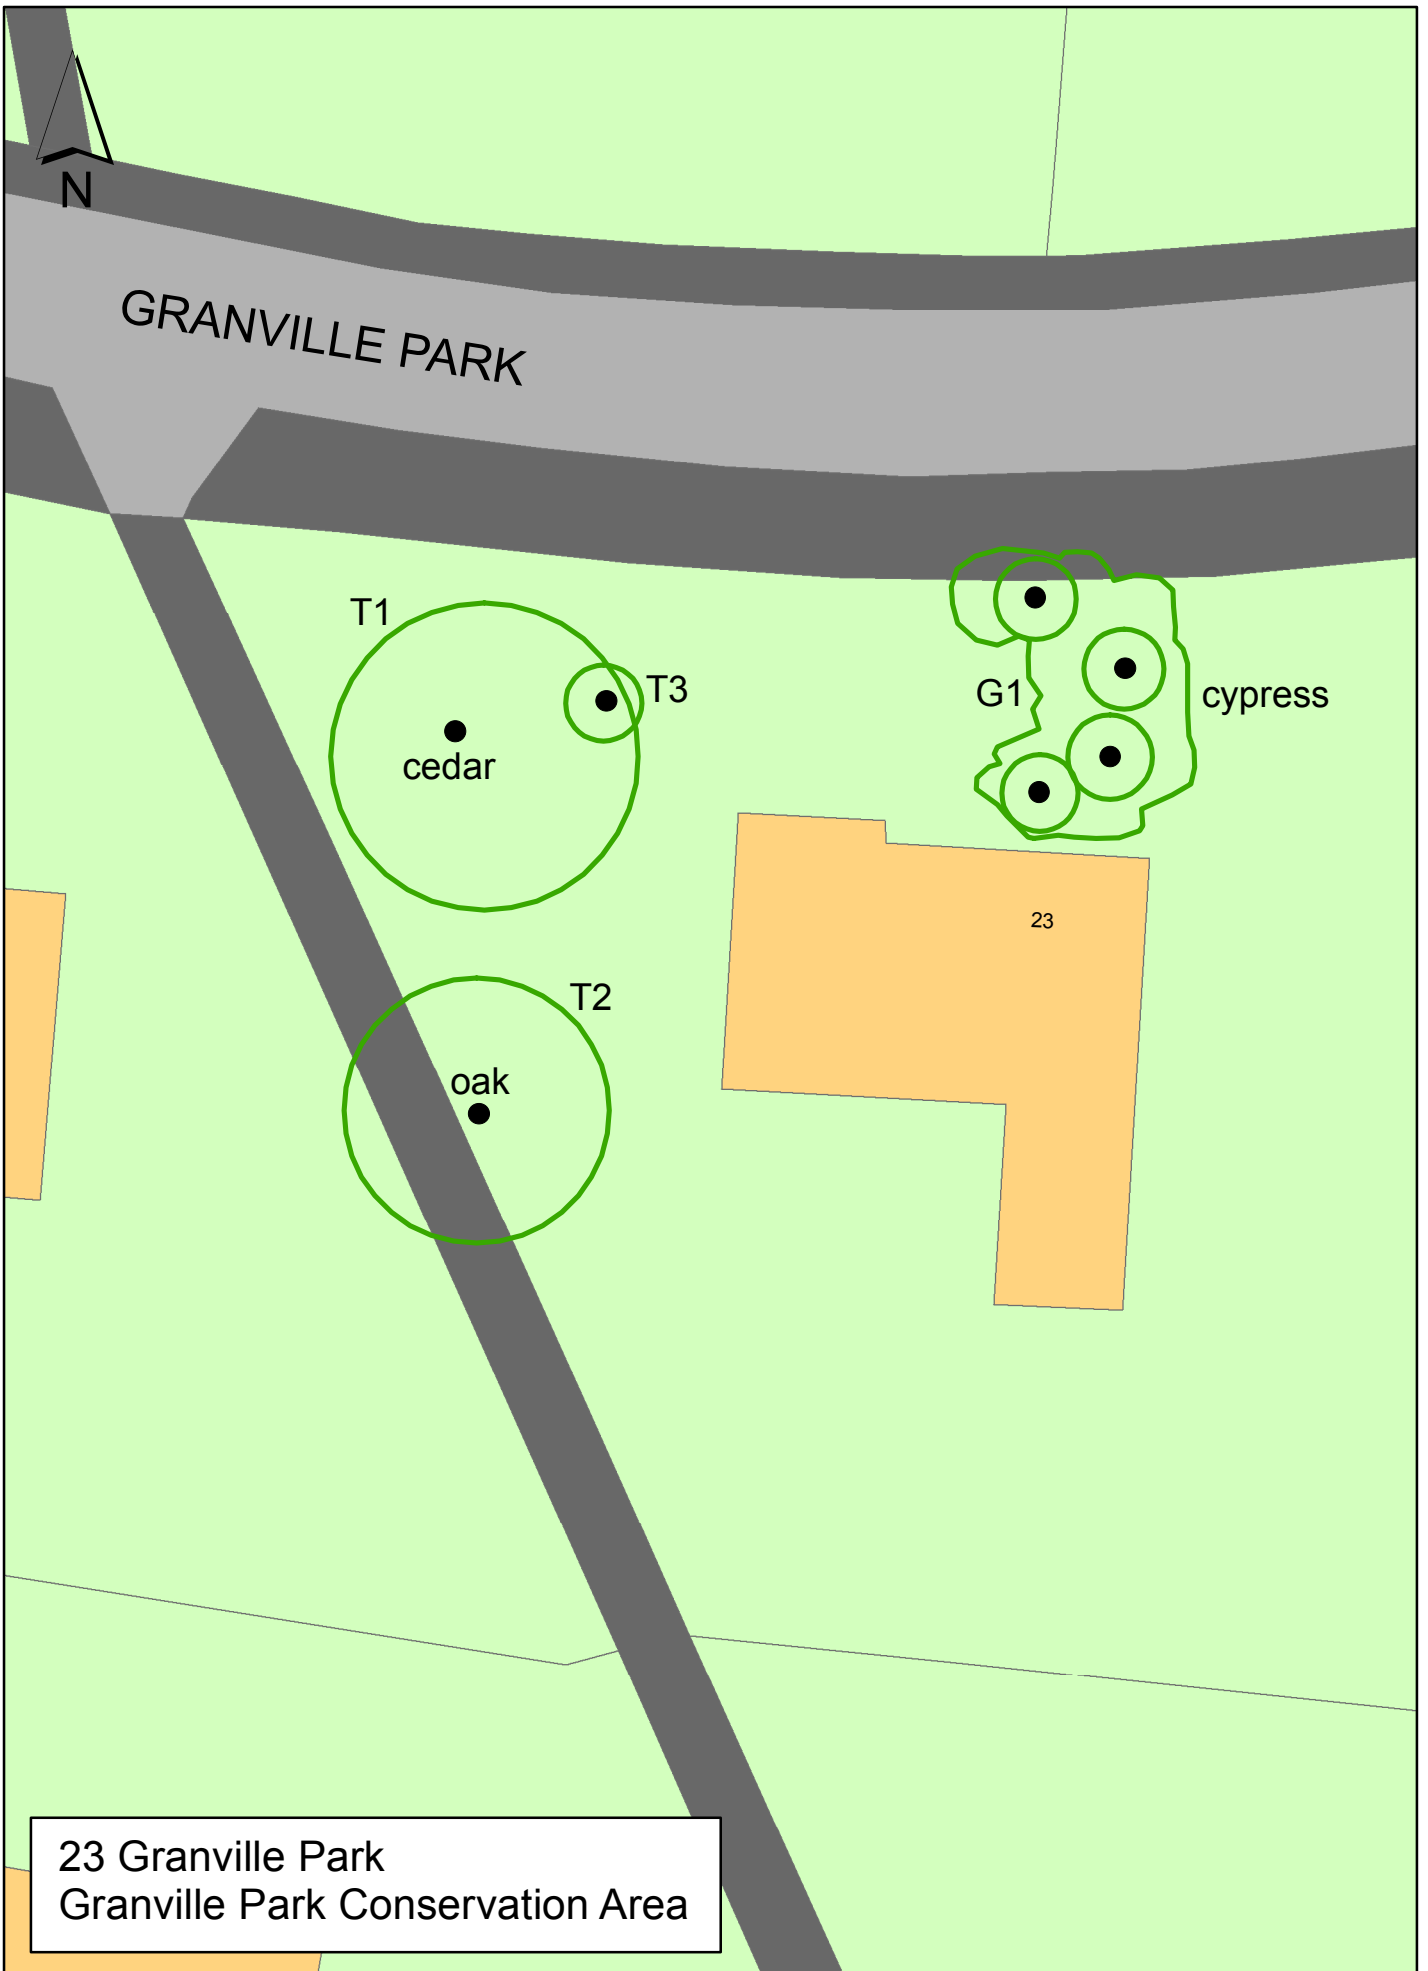 N
GRANVILLE PARK
T1
T3
cedar
G1
cypress
23
T2
oak
23 Granville Park
Granville Park Conservation Area